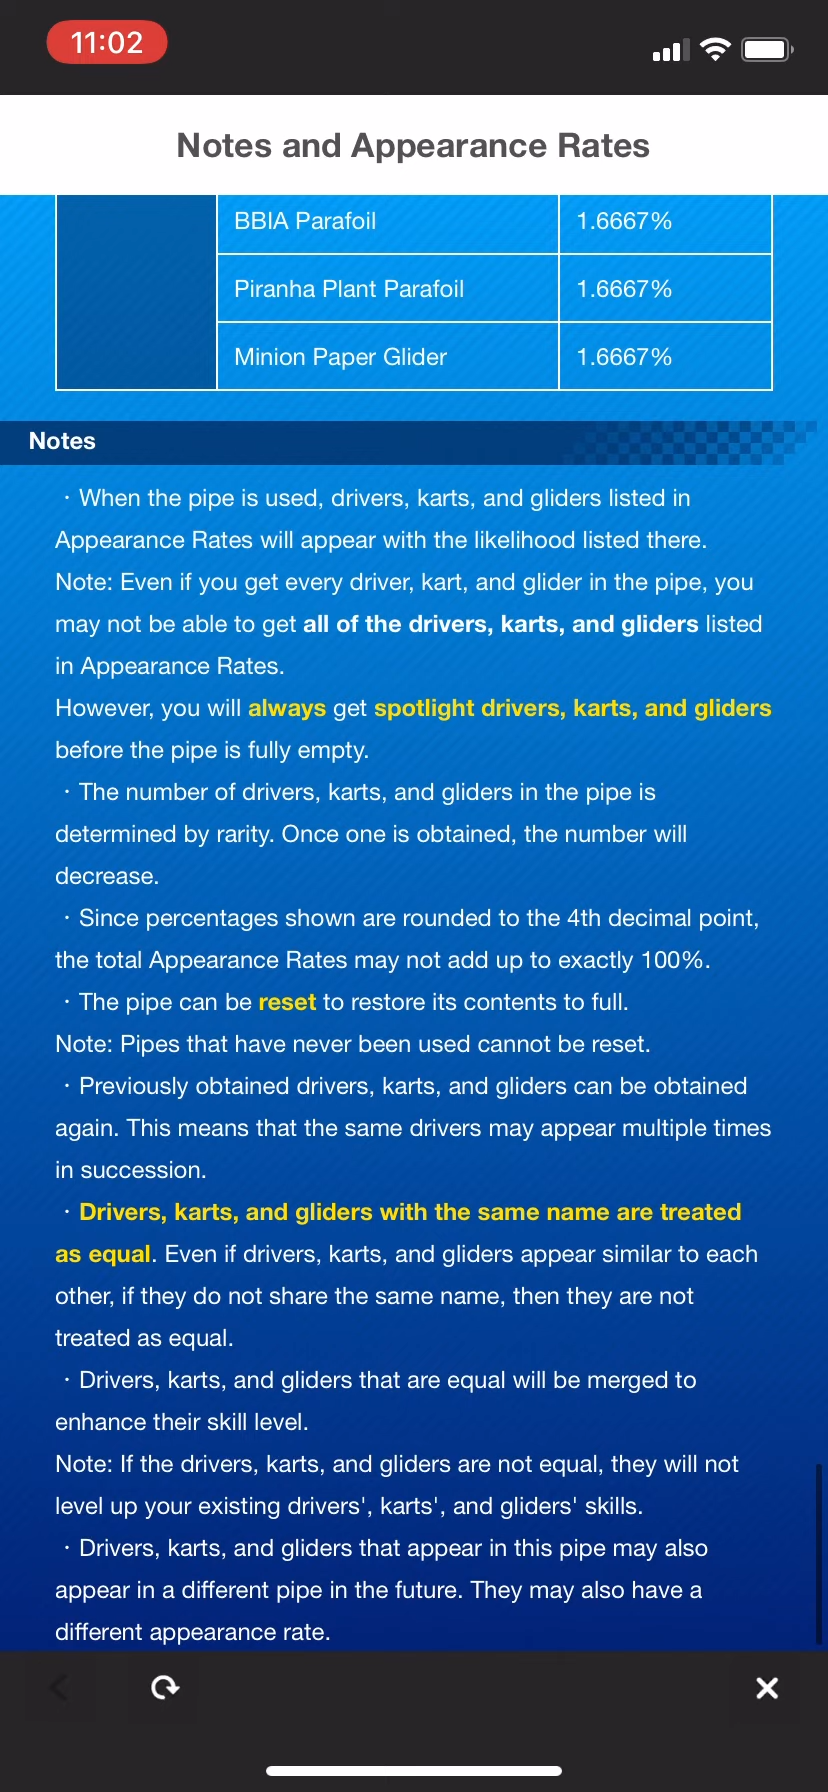 11:02
Notes and Appearance Rates
BBIA Parafoil 1.6667%
Piranha Plant Parafoil 1.6667%
Minion Paper Glider 1.6667%
Notes
・When the pipe is used, drivers, karts, and gliders listed in
Appearance Rates will appear with the likelihood listed there.
Note: Even if you get every driver, kart, and glider in the pipe, you
may not be able to get all of the drivers, karts, and gliders listed
in Appearance Rates.
However, you will always get spotlight drivers, karts, and gliders
before the pipe is fully empty.
・The number of drivers, karts, and gliders in the pipe is
determined by rarity. Once one is obtained, the number will
decrease.
・Since percentages shown are rounded to the 4th decimal point,
the total Appearance Rates may not add up to exactly 100%.
・The pipe can be reset to restore its contents to full.
Note: Pipes that have never been used cannot be reset.
・Previously obtained drivers, karts, and gliders can be obtained
again. This means that the same drivers may appear multiple times
in succession.
・Drivers, karts, and gliders with the same name are treated
as equal. Even if drivers, karts, and gliders appear similar to each
other, if they do not share the same name, then they are not
treated as equal.
・Drivers, karts, and gliders that are equal will be merged to
enhance their skill level.
Note: If the drivers, karts, and gliders are not equal, they will not
level up your existing drivers', karts', and gliders' skills.
・Drivers, karts, and gliders that appear in this pipe may also
appear in a different pipe in the future. They may also have a
different appearance rate.